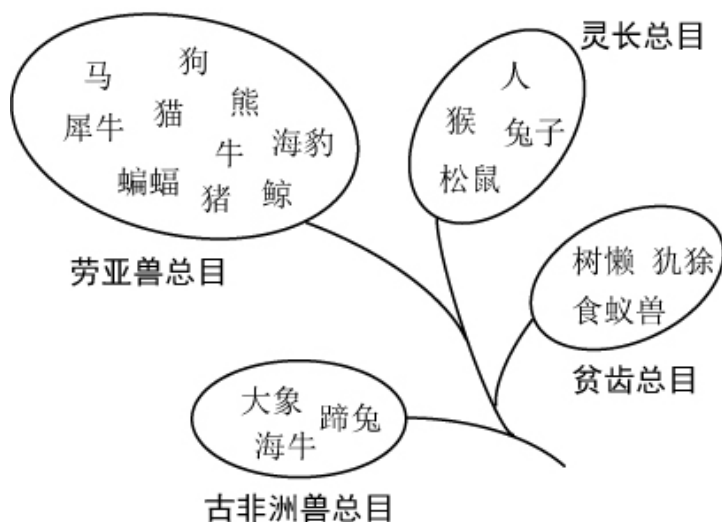 灵长总目
狗
马
人
熊
猫
犀牛
猴
兔子
海豹
牛
松鼠
蝙蝠
猪
鲸
劳亚兽总目
树懒 犰狳
食蚁兽
贫齿总目
大象
蹄兔
海牛
古非洲兽总目